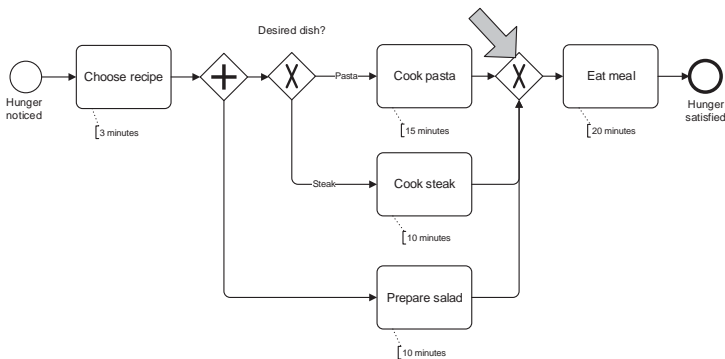 Desired dish?
Choose recipe
Pasta
Cook pasta
Eat meal
Hunger
noticed
Hunger
satisfied
3 minutes
15 minutes
20 minutes
Steak
Cook steak
10 minutes
Prepare salad
10 minutes